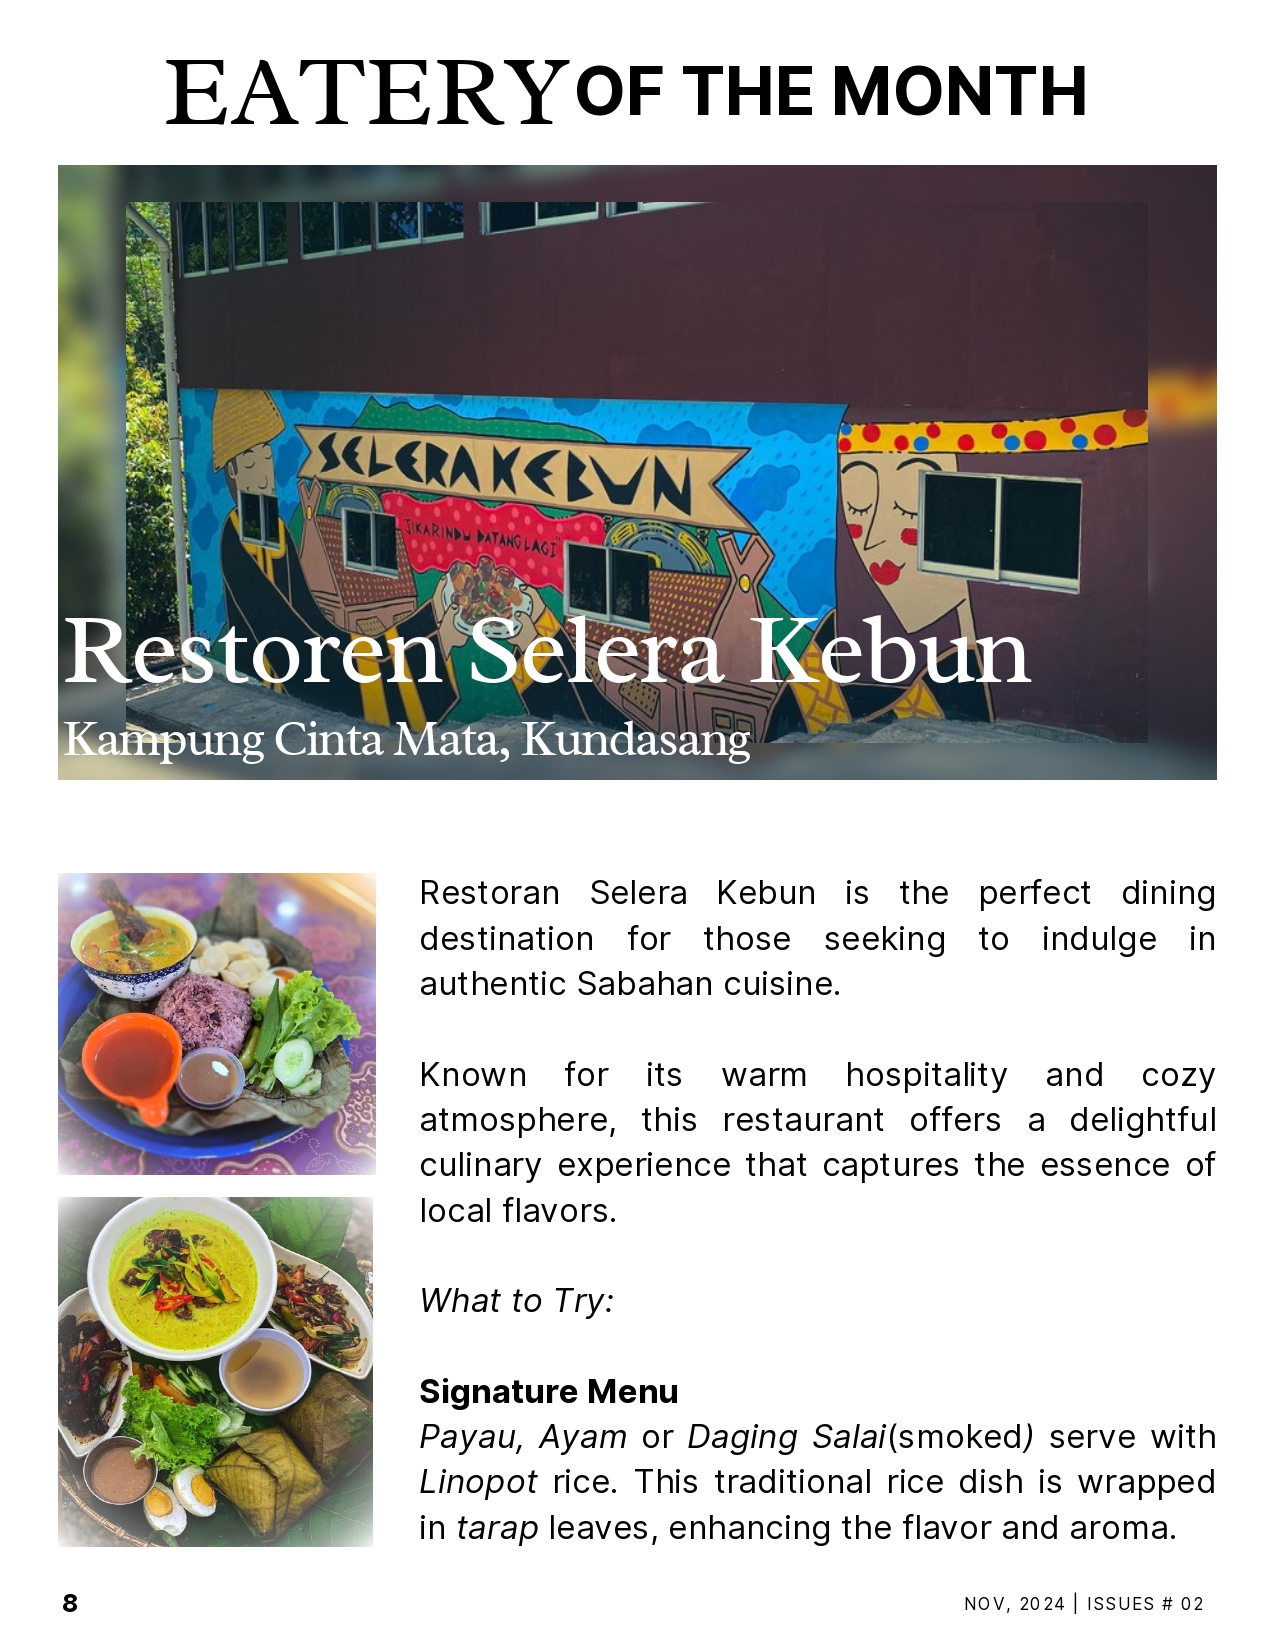 EATERY OF THE MONTH
SELERA KEBUN
"JIKA RINDU DATANG LAGI"
Restoren Selera Kebun
Kampung Cinta Mata, Kundasang
Restoran Selera Kebun is the perfect dining
destination for those seeking to indulge in
authentic Sabahan cuisine.
Known for its warm hospitality and cozy
atmosphere, this restaurant offers a delightful
culinary experience that captures the essence of
local flavors.
What to Try:
Signature Menu
Payau, Ayam or Daging Salai(smoked) serve with
Linopot rice. This traditional rice dish is wrapped
in tarap leaves, enhancing the flavor and aroma.
8
NOV, 2024 | ISSUES # 02